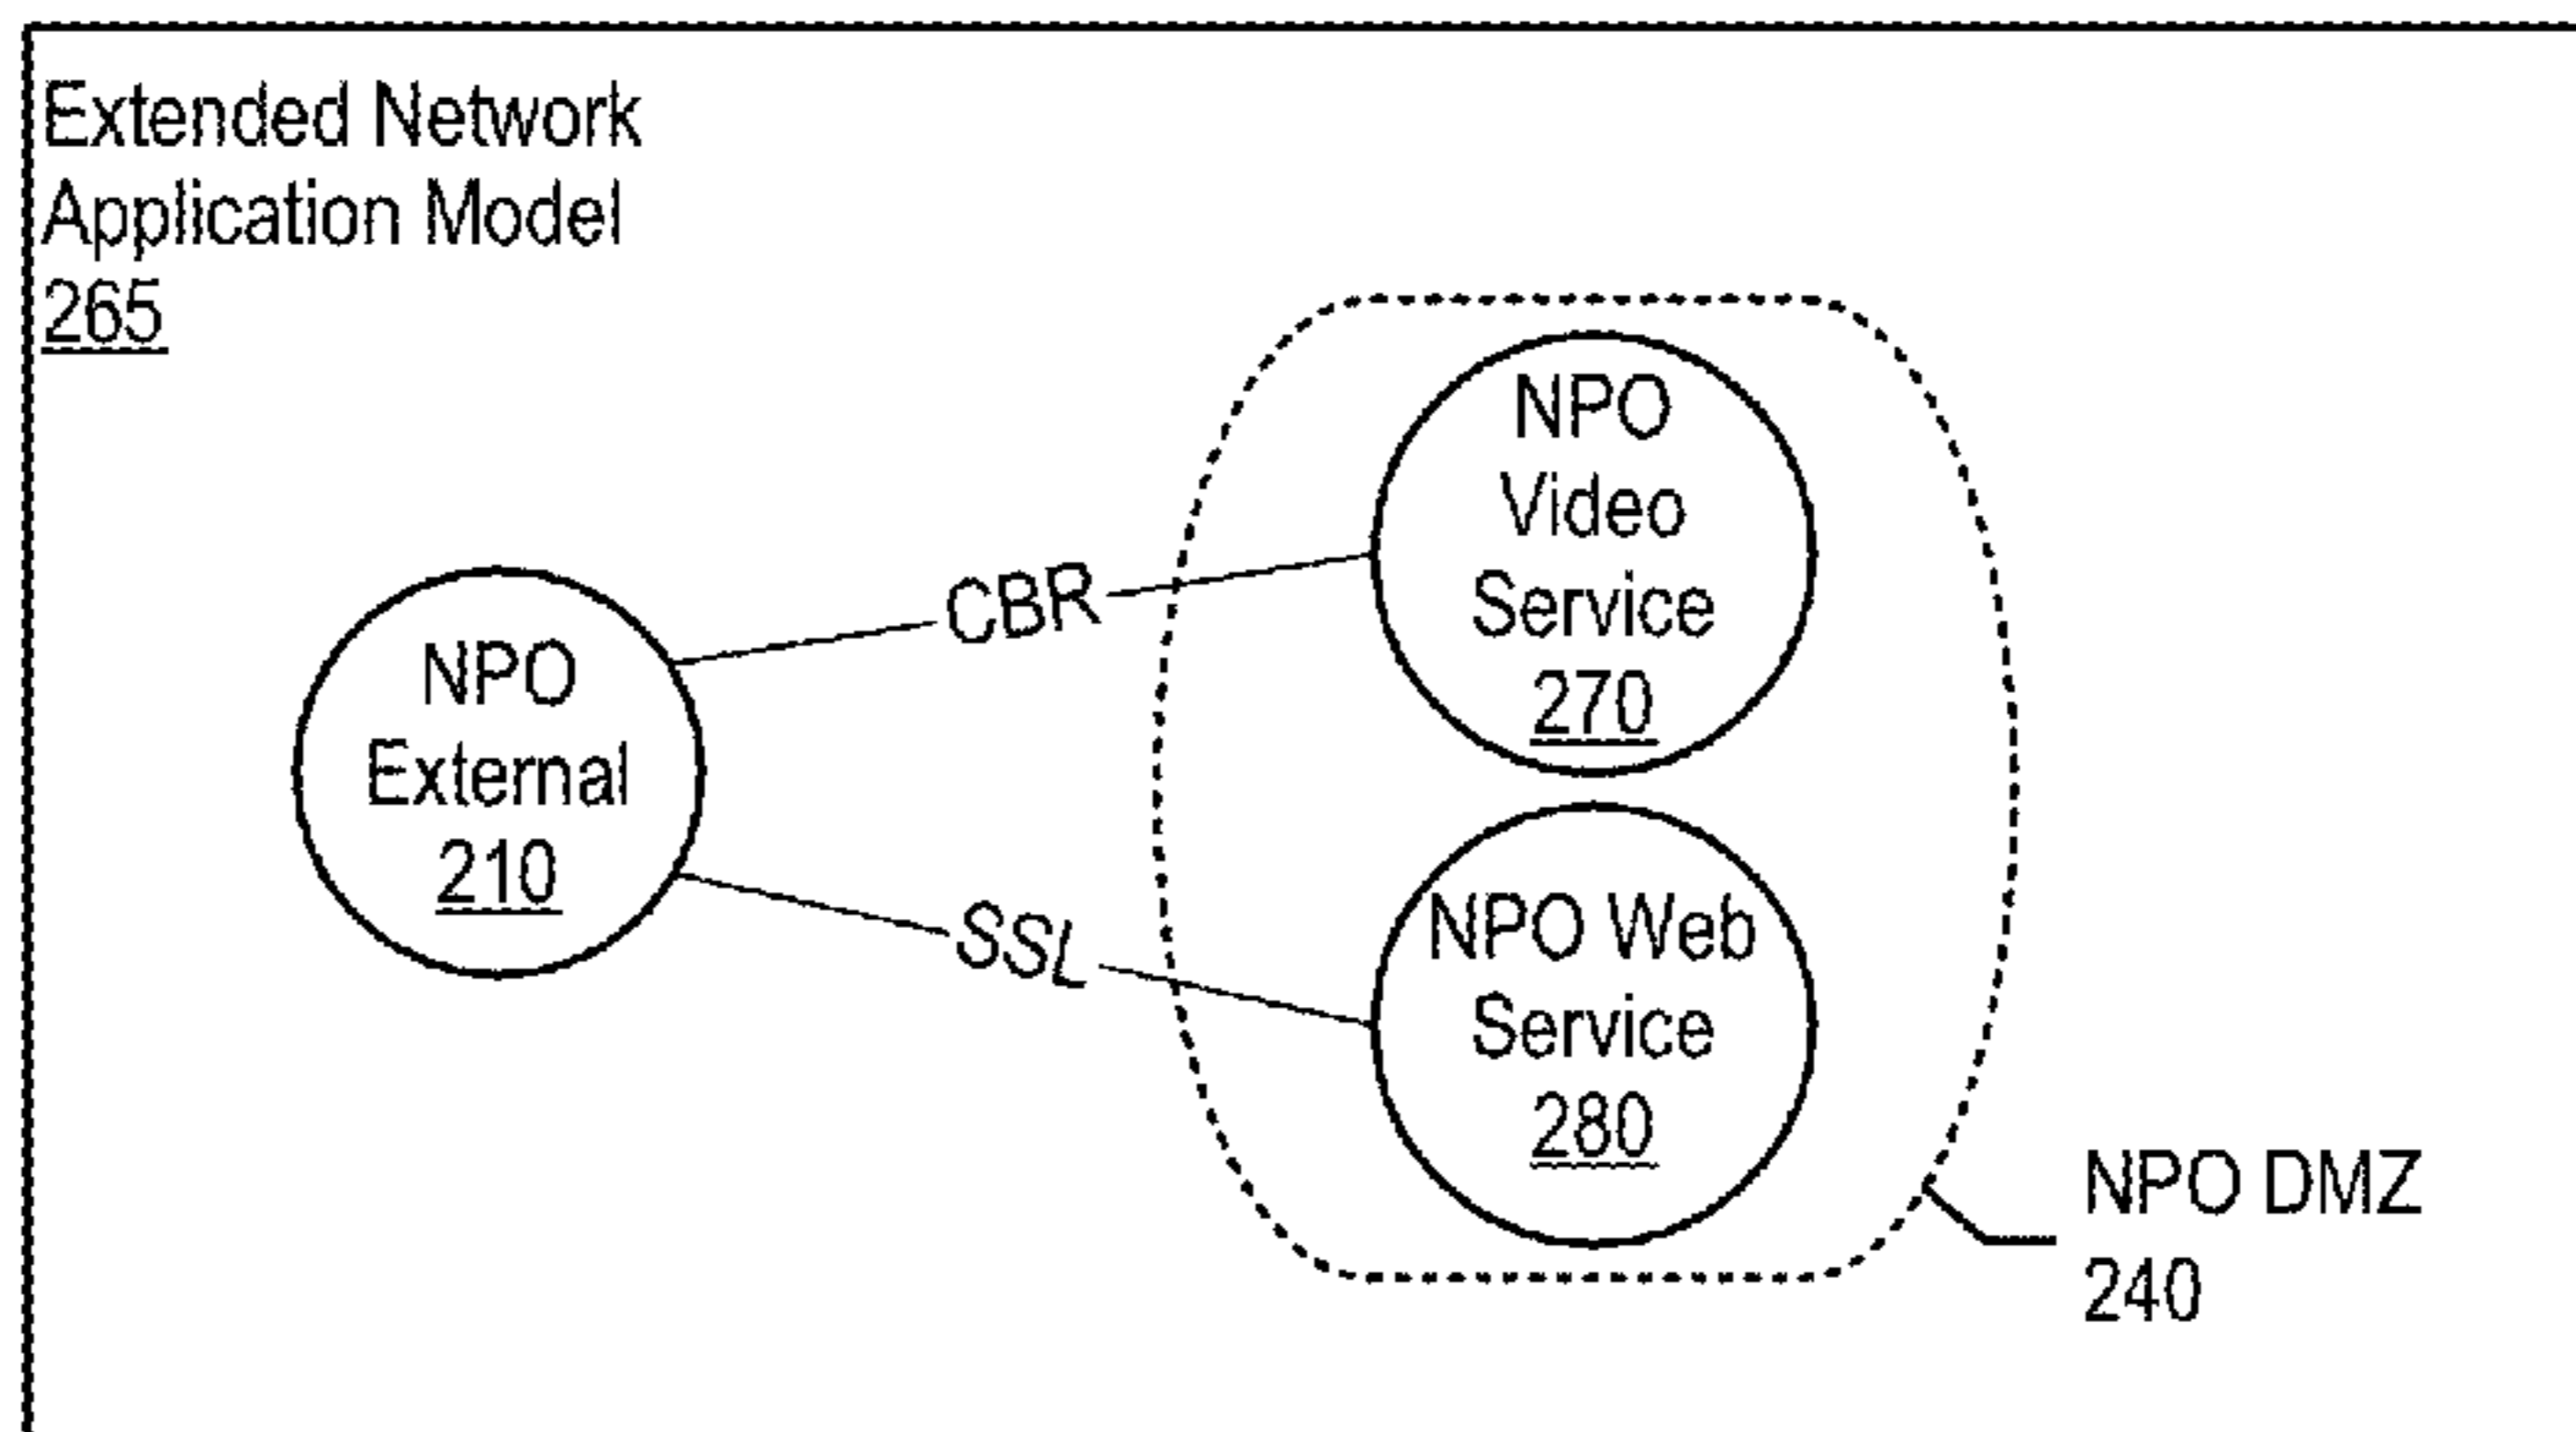 Extended Network
Application Model
265
NPO
Video
Service
270
CBR
NPO
External
210
SSL
NPO Web
Service
280
NPO DMZ
240